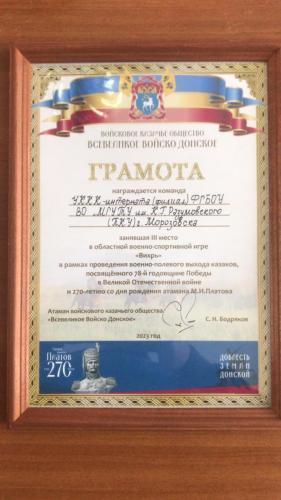 ВОЙСКОВОЕ КАЗАЧЬЕ ОБЩЕСТВО
ВСЕВЕЛИКОЕ ВОЙСКО ДОНСКОЕ
ГРАМОТА
награждается команда
УККК-интерната (филиал) ФГБОУ
ВО МГУТУ им. К.Г. Разумовского
(ПКУ) г. Морозовска
занявшая III место
в областной военно-спортивной игре
«Вихрь»
в рамках проведения военно-полевого выхода казаков,
посвящённого 78-й годовщине Победы
в Великой Отечественной войне
и 270-летию со дня рождения атамана М.И.Платова
Атаман войскового казачьего общества
«Всевеликое Войско Донское»
С. Н. Бодряков
2023 год
Платов
270
ДОБЛЕСТЬ
ЗЕМЛИ
ДОНСКОЙ